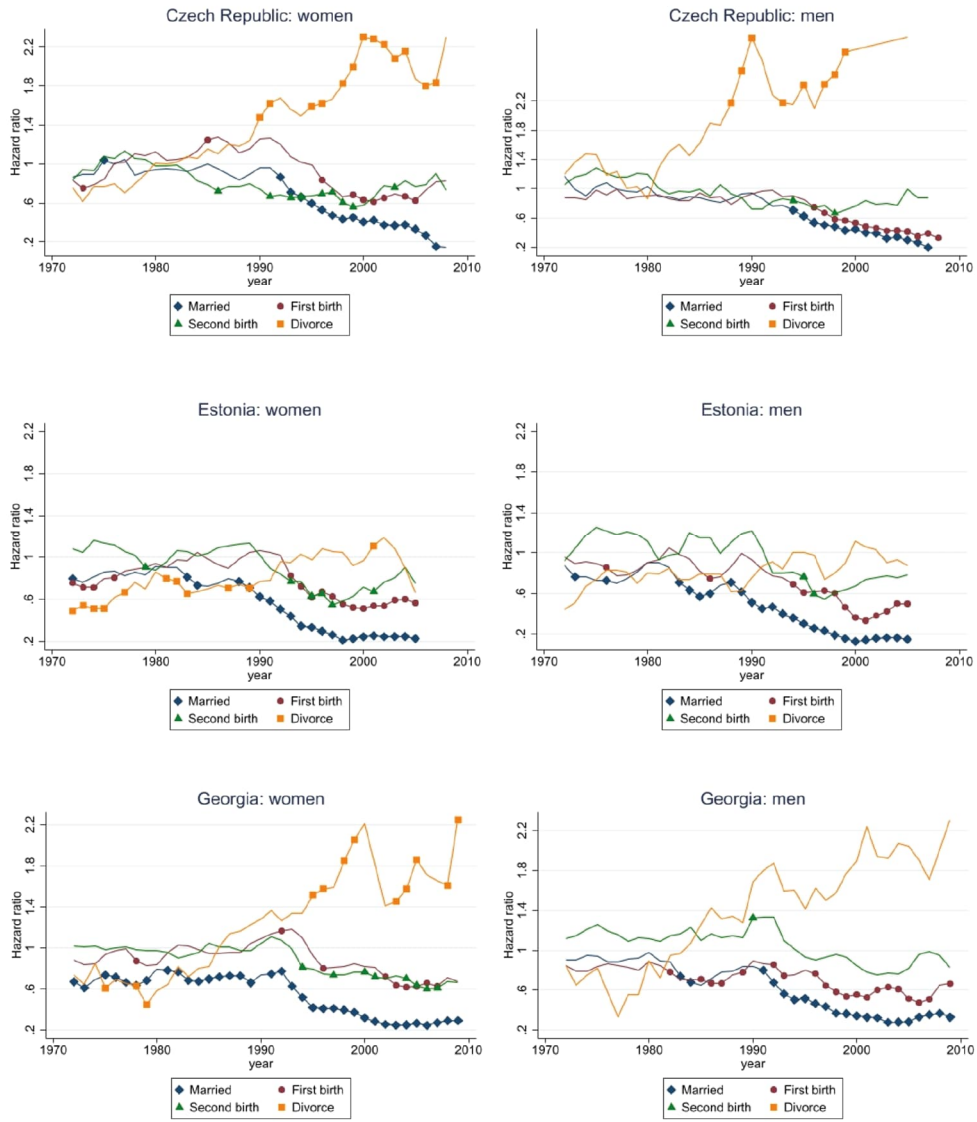 Czech Republic: women
Hazard ratio
2.2
1.8
1.4
1
.6
.2
1970 1980 1990 2000 2010
year
Married First birth
Second birth Divorce
Czech Republic: men
Hazard ratio
2.2
1.8
1.4
1
.6
.2
1970 1980 1990 2000 2010
year
Married First birth
Second birth Divorce
Estonia: women
Hazard ratio
2.2
1.8
1.4
1
.6
.2
1970 1980 1990 2000 2010
year
Married First birth
Second birth Divorce
Estonia: men
Hazard ratio
2.2
1.8
1.4
1
.6
.2
1970 1980 1990 2000 2010
year
Married First birth
Second birth Divorce
Georgia: women
Hazard ratio
2.2
1.8
1.4
1
.6
.2
1970 1980 1990 2000 2010
year
Married First birth
Second birth Divorce
Georgia: men
Hazard ratio
2.2
1.8
1.4
1
.6
.2
1970 1980 1990 2000 2010
year
Married First birth
Second birth Divorce